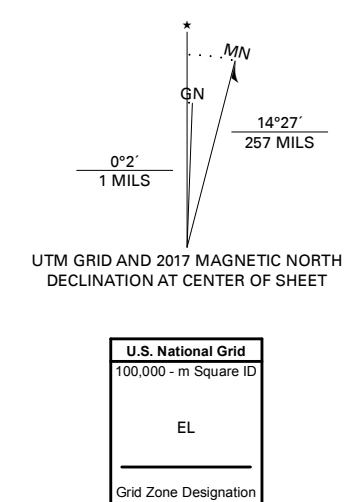 ★
MN
GN
14°27´
257 MILS
0°2´
1 MILS
UTM GRID AND 2017 MAGNETIC NORTH
DECLINATION AT CENTER OF SHEET
U.S. National Grid
100,000 - m Square ID
EL
Grid Zone Designation